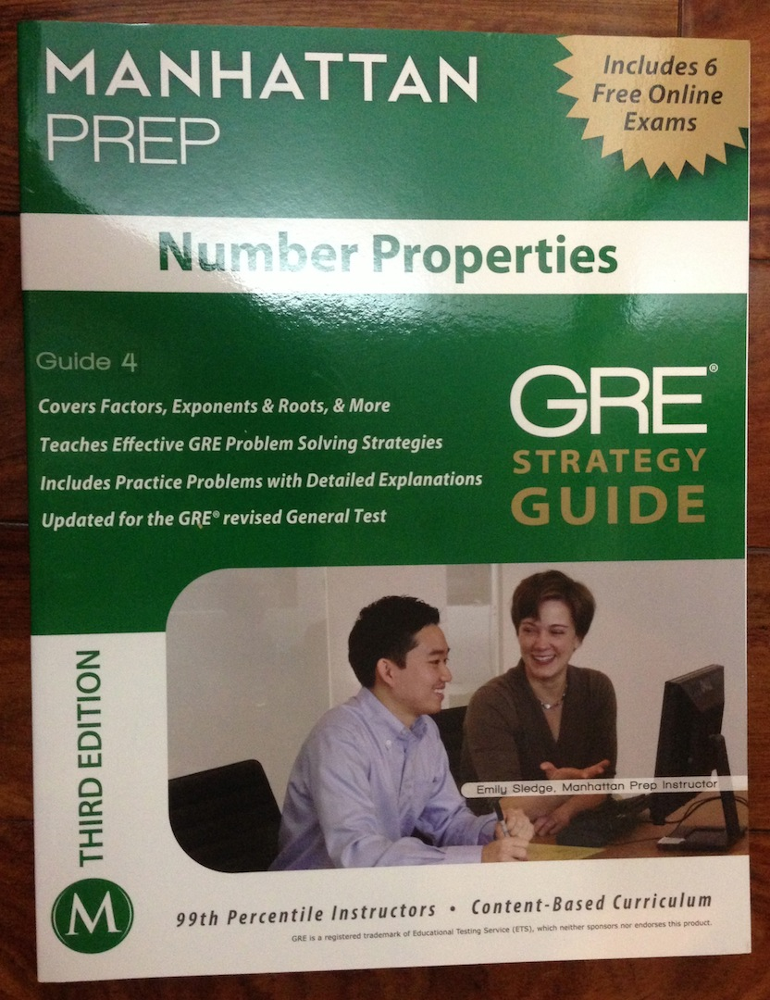 MANHATTAN
PREP
Includes 6
Free Online
Exams
Number Properties
Guide 4
Covers Factors, Exponents & Roots, & More
Teaches Effective GRE Problem Solving Strategies
Includes Practice Problems with Detailed Explanations
Updated for the GRE® revised General Test
GRE®
STRATEGY
GUIDE
Emily Sledge, Manhattan Prep Instructor
THIRD EDITION
M
99th Percentile Instructors • Content-Based Curriculum
GRE is a registered trademark of Educational Testing Service (ETS), which neither sponsors nor endorses this product.